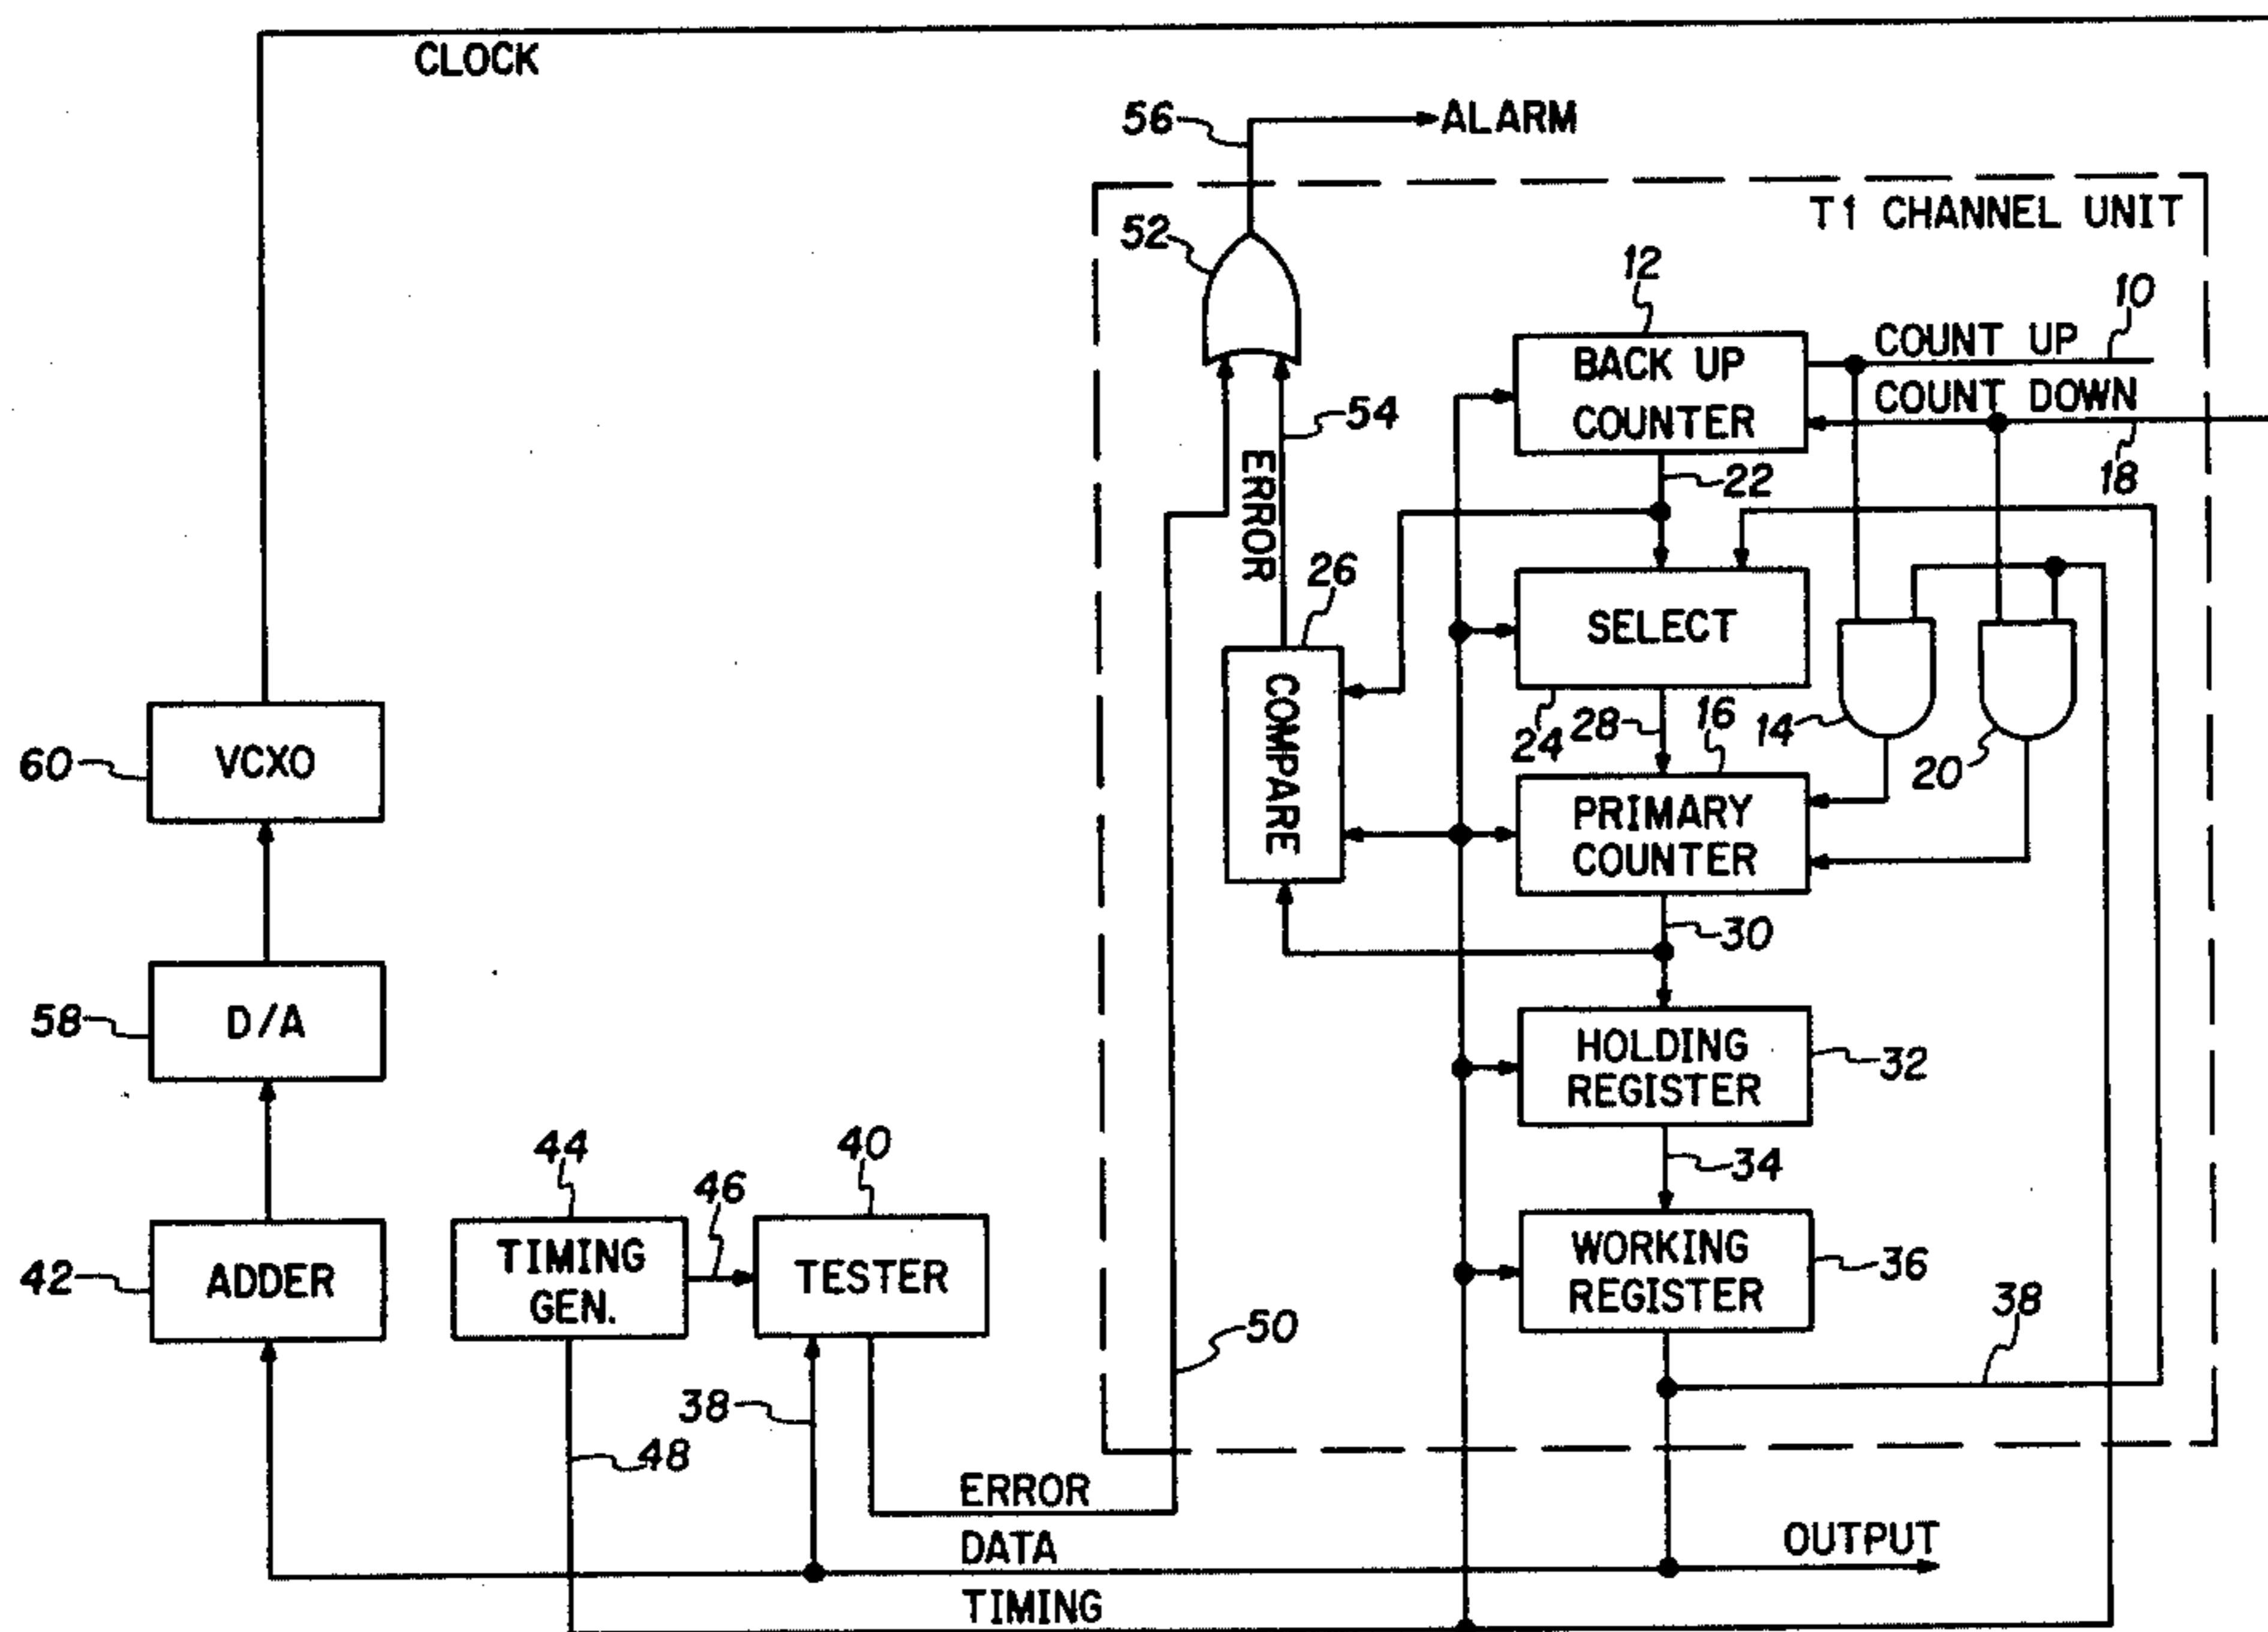 CLOCK
56
ALARM
T1 CHANNEL UNIT
52
12
10
COUNT UP
BACK UP
COUNTER
COUNT DOWN
54
18
22
ERROR
26
SELECT
COMPARE
24
28
16
14
20
60
VCXO
PRIMARY
COUNTER
30
58
D/A
HOLDING
REGISTER
32
44
40
34
46
42
ADDER
TIMING
GEN.
TESTER
WORKING
REGISTER
36
38
50
38
48
ERROR
DATA
OUTPUT
TIMING